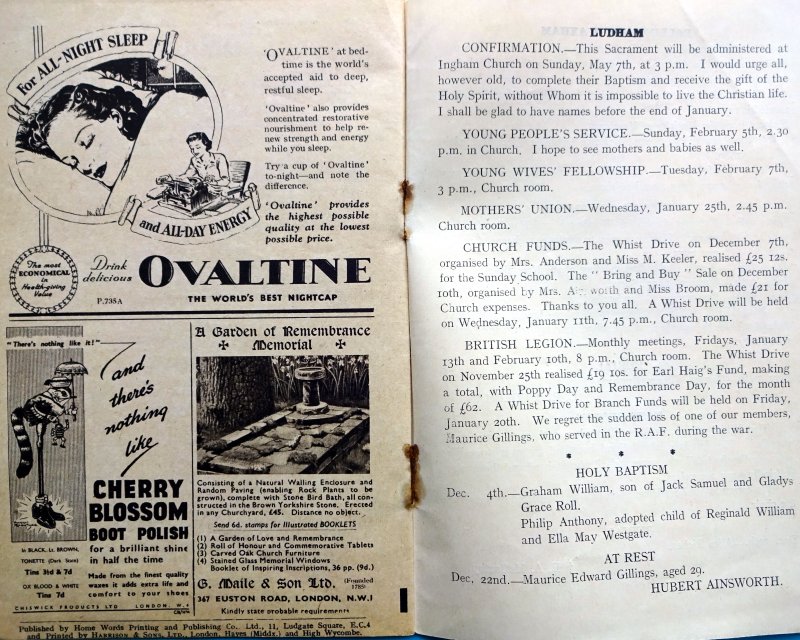 For ALL-NIGHT SLEEP
and ALL-DAY ENERGY
'OVALTINE' at bed-
time is the world's
accepted aid to deep,
restful sleep.
'Ovaltine' also provides
concentrated restorative
nourishment to help re-
new strength and energy
while you sleep.
Try a cup of 'Ovaltine'
to-night—and note the
difference.
'Ovaltine' provides
the highest possible
quality at the lowest
possible price.
The most
ECONOMICAL
in
Health-giving
Value
Drink
delicious
OVALTINE
P.735A
THE WORLD'S BEST NIGHTCAP
"There's nothing like it!"
and
there's
nothing
like
CHERRY
BLOSSOM
BOOT POLISH
for a brilliant shine
in half the time
In BLACK, LT. BROWN,
TONETTE (Dark Stain)
Tins 3½d & 7d
OX BLOOD & WHITE
Tins 7d
Made from the finest quality
waxes it adds extra life and
comfort to your shoes
CHISWICK PRODUCTS LTD LONDON, W.4
A Garden of Remembrance
Memorial
Consisting of a Natural Walling Enclosure and
Random Paving (enabling Rock Plants to be
grown), complete with Stone Bird Bath, all con-
structed in the Brown Yorkshire Stone. Erected
in any Churchyard, £45. Distance no object.
Send 6d. stamps for Illustrated BOOKLETS
(1) A Garden of Love and Remembrance
(2) Roll of Honour and Commemorative Tablets
(3) Carved Oak Church Furniture
(4) Stained Glass Memorial Windows
Booklet of Inspiring Inscriptions, 36 pp. (9d.)
G. Maile & Son Ltd. (Founded 1785)
367 EUSTON ROAD, LONDON, N.W.1
Kindly state probable requirements
Published by Home Words Printing and Publishing Co. Ltd., 11, Ludgate Square, E.C.4
and Printed by HARRISON & SONS, LTD., London, Hayes (Middx.) and High Wycombe.
LUDHAM
CONFIRMATION.—This Sacrament will be administered at
Ingham Church on Sunday, May 7th, at 3 p.m. I would urge all,
however old, to complete their Baptism and receive the gift of the
Holy Spirit, without Whom it is impossible to live the Christian life.
I shall be glad to have names before the end of January.
YOUNG PEOPLE'S SERVICE.—Sunday, February 5th, 2.30
p.m. in Church. I hope to see mothers and babies as well.
YOUNG WIVES' FELLOWSHIP.—Tuesday, February 7th,
3 p.m., Church room.
MOTHERS' UNION.—Wednesday, January 25th, 2.45 p.m.
Church room.
CHURCH FUNDS.—The Whist Drive on December 7th,
organised by Mrs. Anderson and Miss M. Keeler, realised £25 12s.
for the Sunday School. The "Bring and Buy" Sale on December
10th, organised by Mrs. and Miss Broom, made £21 for
Church expenses. Thanks to you all. A Whist Drive will be held
on Wednesday, January 11th, 7.45 p.m., Church room.
BRITISH LEGION.—Monthly meetings, Fridays, January
13th and February 10th, 8 p.m., Church room. The Whist Drive
on November 25th realised £19 10s. for Earl Haig's Fund, making
a total, with Poppy Day and Remembrance Day, for the month
of £62. A Whist Drive for Branch Funds will be held on Friday,
January 20th. We regret the sudden loss of one of our members,
Maurice Gillings, who served in the R.A.F. during the war.
* * *
HOLY BAPTISM
Dec. 4th.—Graham William, son of Jack Samuel and Gladys
Grace Roll.
Philip Anthony, adopted child of Reginald William
and Ella May Westgate.
AT REST
Dec. 22nd.—Maurice Edward Gillings, aged 29.
HUBERT AINSWORTH.